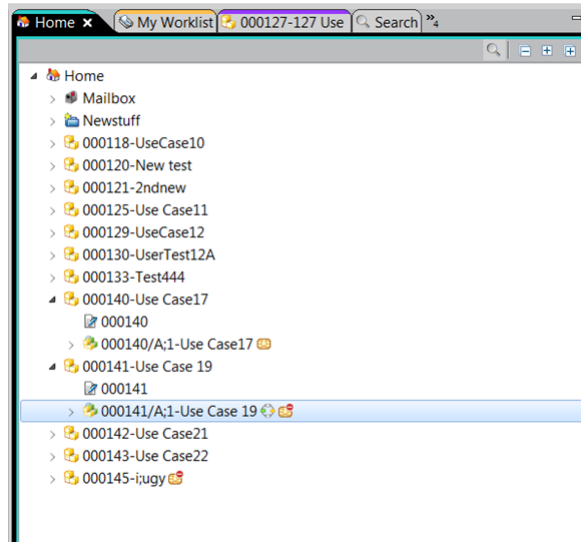 Home × My Worklist 000127-127 Use Search »4
Home
Mailbox
Newstuff
000118-UseCase10
000120-New test
000121-2ndnew
000125-Use Case11
000129-UseCase12
000130-UserTest12A
000133-Test444
000140-Use Case17
000140
000140/A;1-Use Case17
000141-Use Case 19
000141
000141/A;1-Use Case 19
000142-Use Case21
000143-Use Case22
000145-i;ugy